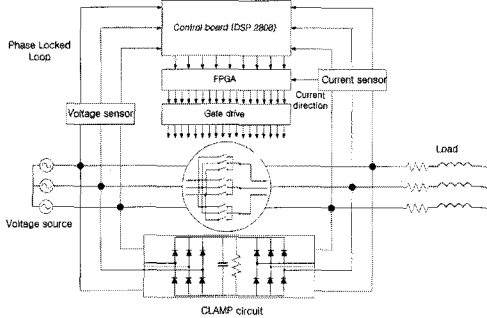 Control board (DSP 2808)
Phase Locked
Loop
FPGA
Current sensor
Current
direction
Voltage sensor
Gate drive
Load
Voltage source
CLAMP circuit